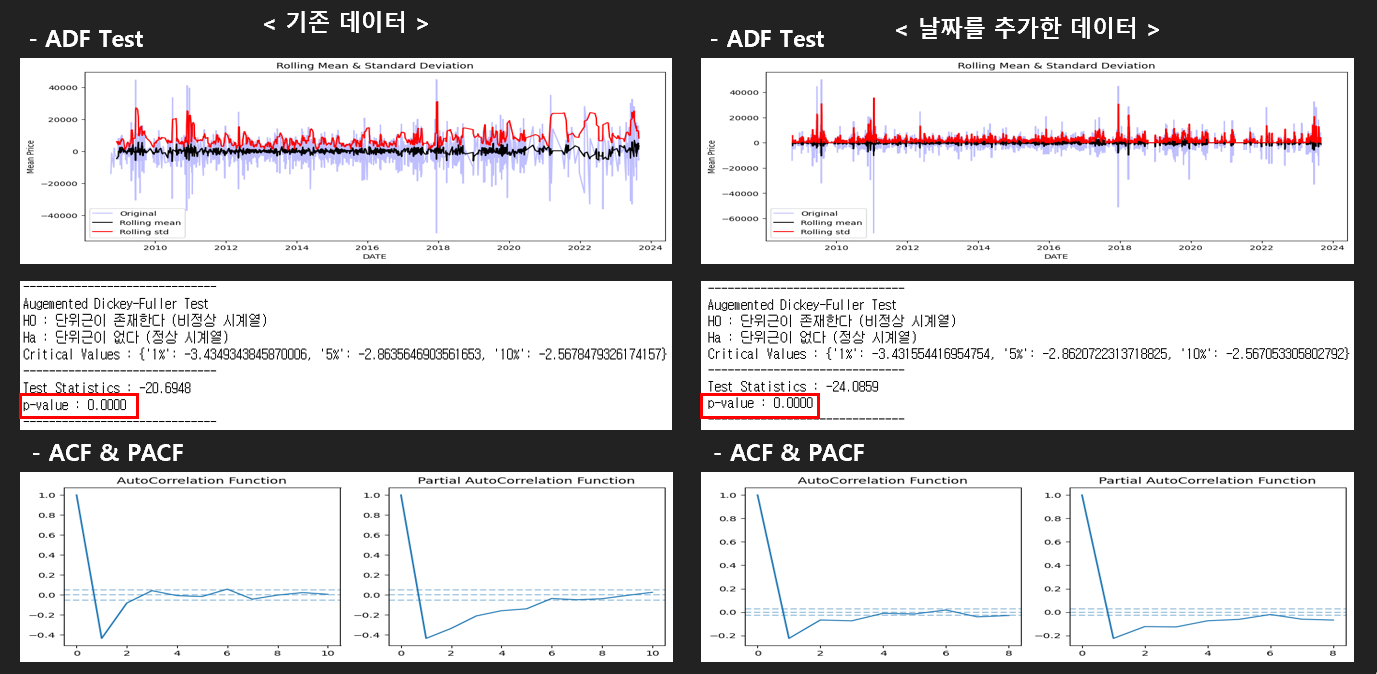 < 기존 데이터 >
- ADF Test
Rolling Mean & Standard Deviation
40000
20000
0
−20000
−40000
Mean Price
Original
Rolling mean
Rolling std
2010 2012 2014 2016 2018 2020 2022 2024
DATE
------------------------------
Augmented Dickey-Fuller Test
H0 : 단위근이 존재한다 (비정상 시계열)
Ha : 단위근이 없다 (정상 시계열)
Critical Values : {'1%': -3.4349343845870006, '5%': -2.8635646903561653, '10%': -2.5678479326174157}
------------------------------
Test Statistics : -20.6948
p-value : 0.0000
------------------------------
- ACF & PACF
AutoCorrelation Function
1.0
0.8
0.6
0.4
0.2
0.0
−0.2
−0.4
0 2 4 6 8 10
Partial AutoCorrelation Function
1.0
0.8
0.6
0.4
0.2
0.0
−0.2
−0.4
0 2 4 6 8 10
< 날짜를 추가한 데이터 >
- ADF Test
Rolling Mean & Standard Deviation
40000
20000
0
−20000
−40000
−60000
Mean Price
Original
Rolling mean
Rolling std
2010 2012 2014 2016 2018 2020 2022 2024
DATE
------------------------------
Augmented Dickey-Fuller Test
H0 : 단위근이 존재한다 (비정상 시계열)
Ha : 단위근이 없다 (정상 시계열)
Critical Values : {'1%': -3.431554416954754, '5%': -2.8620722313718825, '10%': -2.567053305802792}
------------------------------
Test Statistics : -24.0859
p-value : 0.0000
------------------------------
- ACF & PACF
AutoCorrelation Function
1.0
0.8
0.6
0.4
0.2
0.0
−0.2
0 2 4 6 8
Partial AutoCorrelation Function
1.0
0.8
0.6
0.4
0.2
0.0
−0.2
0 2 4 6 8